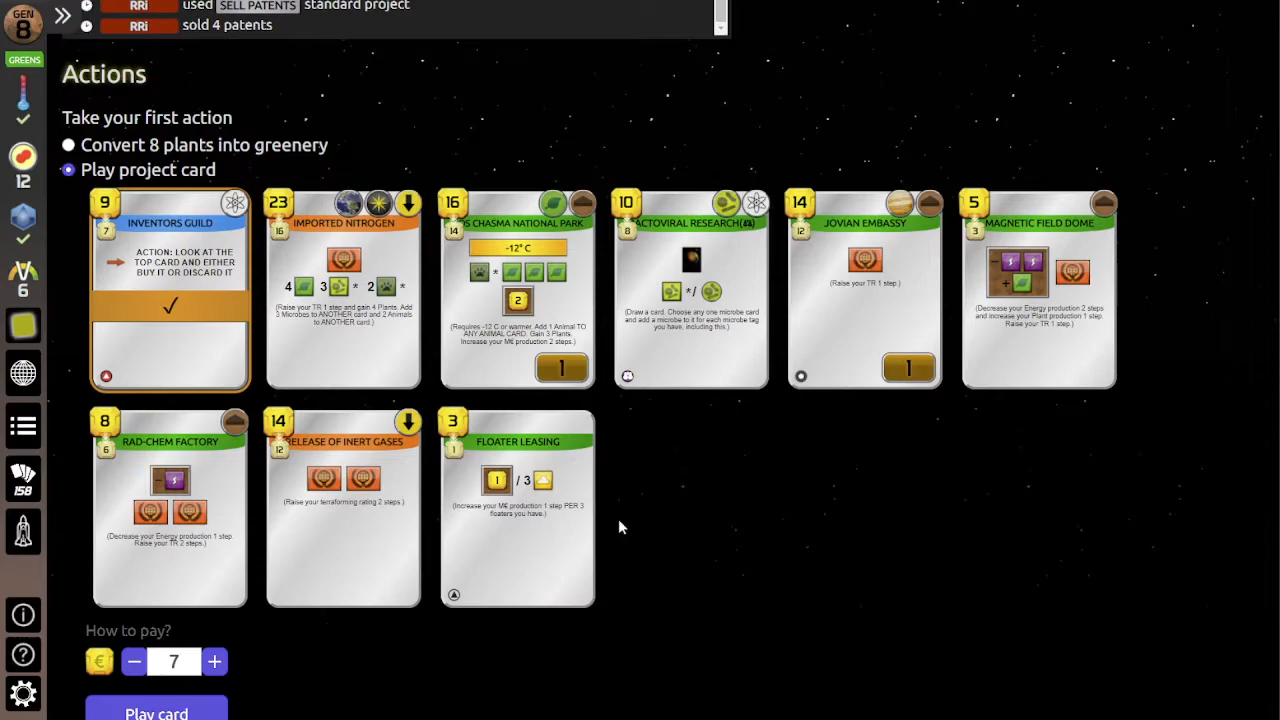 GEN
8
RRi used SELL PATENTS standard project
RRi sold 4 patents
GREENS
Actions
Take your first action
Convert 8 plants into greenery
Play project card
9
7
INVENTORS GUILD
ACTION: LOOK AT THE
TOP CARD AND EITHER
BUY IT OR DISCARD IT
23
16
IMPORTED NITROGEN
4 3 * 2 *
(Raise your TR 1 step and gain 4 Plants. Add
3 Microbes to ANOTHER card and 2 Animals
to ANOTHER card.)
16
14
OS CHASMA NATIONAL PARK
-12° C
*
2
(Requires -12 C or warmer. Add 1 Animal TO
ANY ANIMAL CARD. Gain 3 Plants.
Increase your M€ production 2 steps.)
1
10
8
ACTOVIRAL RESEARCH
* /
(Draw a card. Choose any one microbe card
and add a microbe to it for each microbe tag
you have, including this.)
14
12
JOVIAN EMBASSY
(Raise your TR 1 step.)
1
5
3
MAGNETIC FIELD DOME
-
+
(Decrease your Energy production 2 steps
and increase your Plant production 1 step.
Raise your TR 1 step.)
8
6
RAD-CHEM FACTORY
-
(Decrease your Energy production 1 step.
Raise your TR 2 steps.)
14
12
RELEASE OF INERT GASES
(Raise your terraforming rating 2 steps.)
3
1
FLOATER LEASING
1 / 3
(Increase your M€ production 1 step PER 3
floaters you have.)
12
6
158
How to pay?
€ - 7 +
Play card